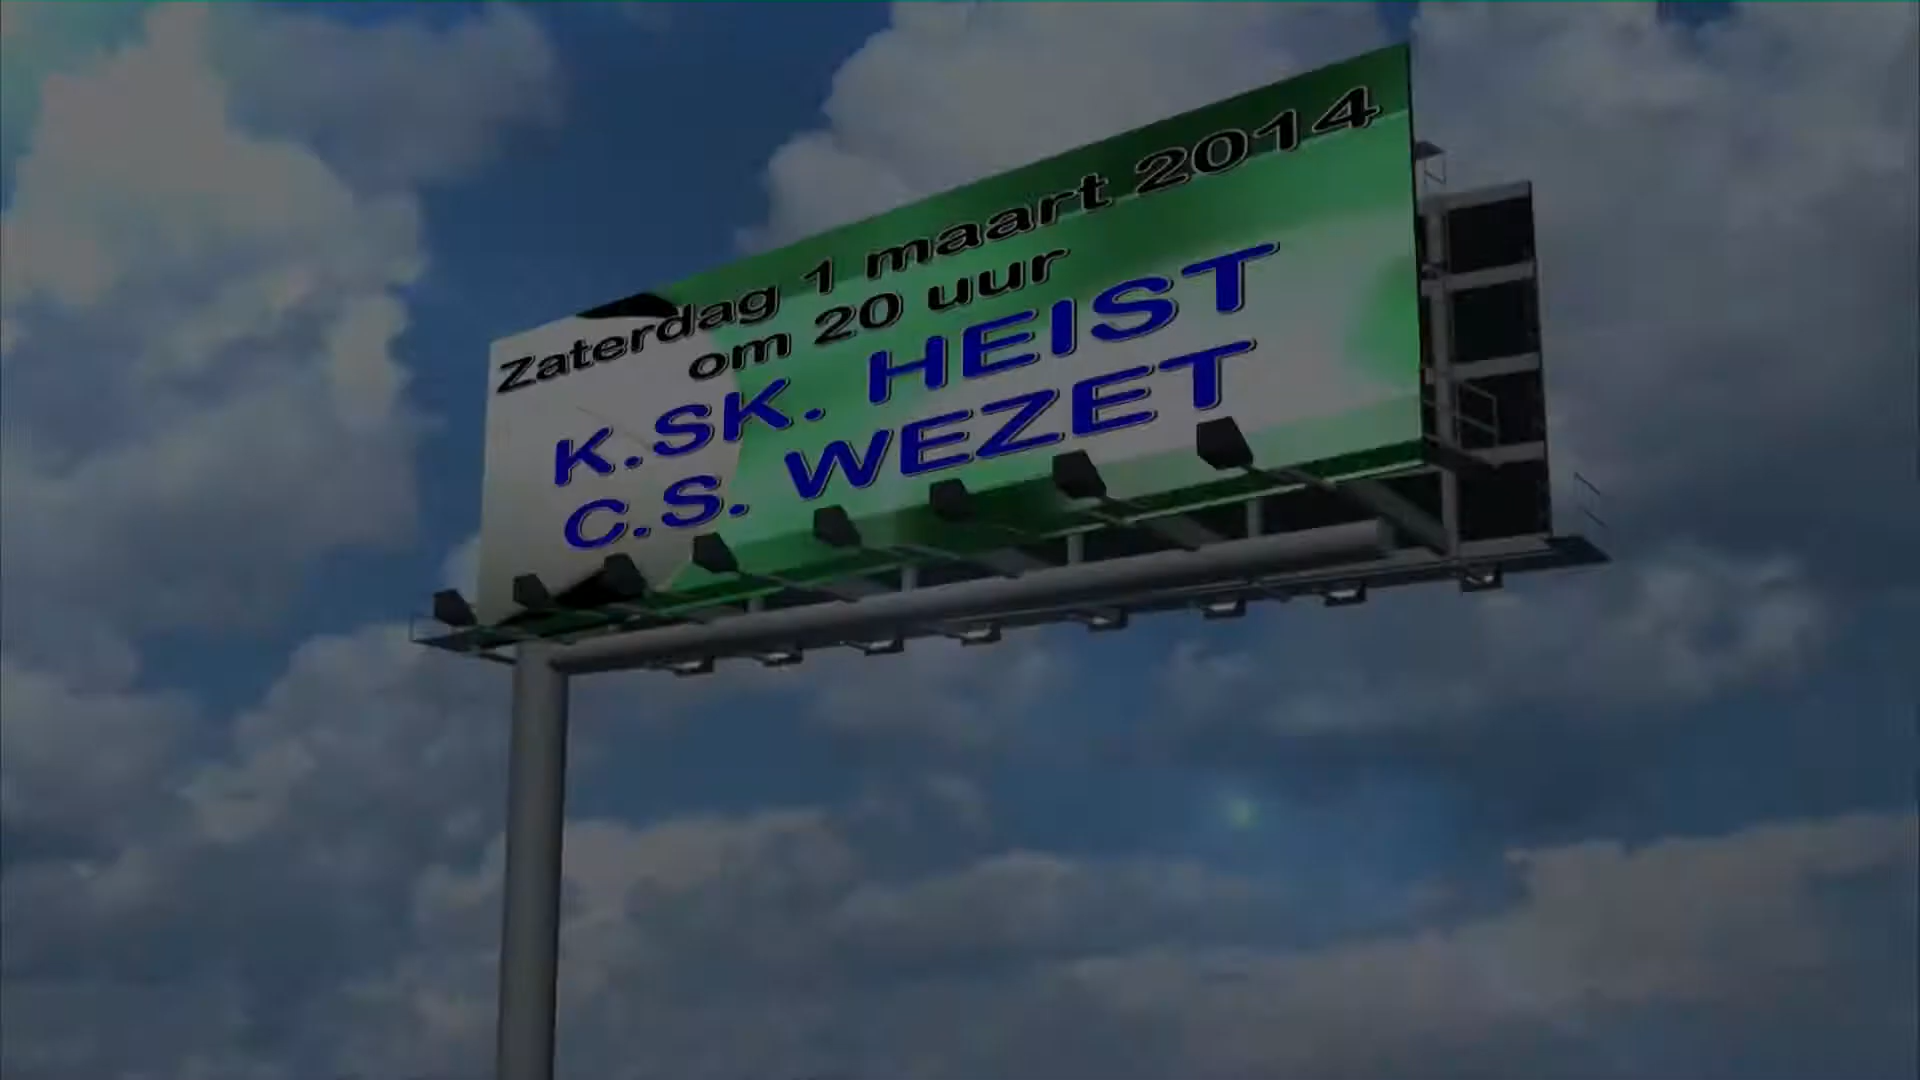 Zaterdag 1 maart 2014
om 20 uur
K.SK. HEIST
C.S. WEZET